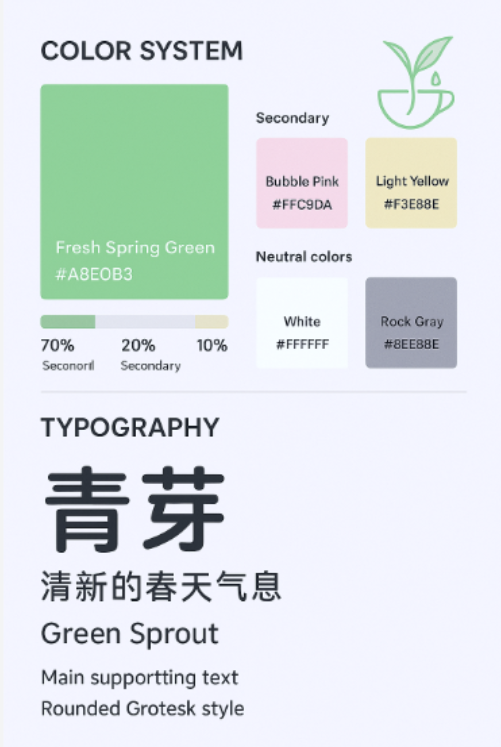 COLOR SYSTEM
Fresh Spring Green
#A8E0B3
Secondary
Bubble Pink
#FFC9DA
Light Yellow
#F3E88E
Neutral colors
White
#FFFFFF
Rock Gray
#8EE88E
70% 20% 10%
Seconorıl Secondary
TYPOGRAPHY
青芽
清新的春天气息
Green Sprout
Main supportting text
Rounded Grotesk style